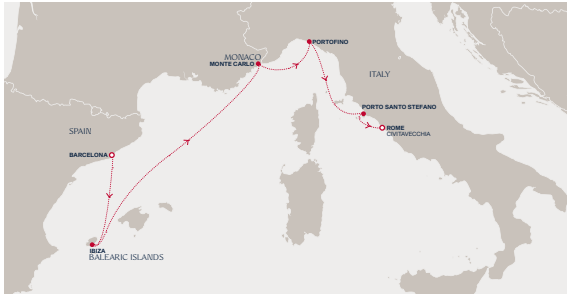 PORTOFINO
MONACO
MONTE CARLO
ITALY
PORTO SANTO STEFANO
SPAIN
ROME
CIVITAVECCHIA
BARCELONA
IBIZA
BALEARIC ISLANDS